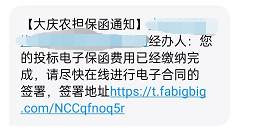 【大庆农担保函通知】
经办人：您
的投标电子保函费用已经缴纳完
成，请尽快在线进行电子合同的
签署，签署地址https://t.fabigbig
.com/NCCqfnoq5r